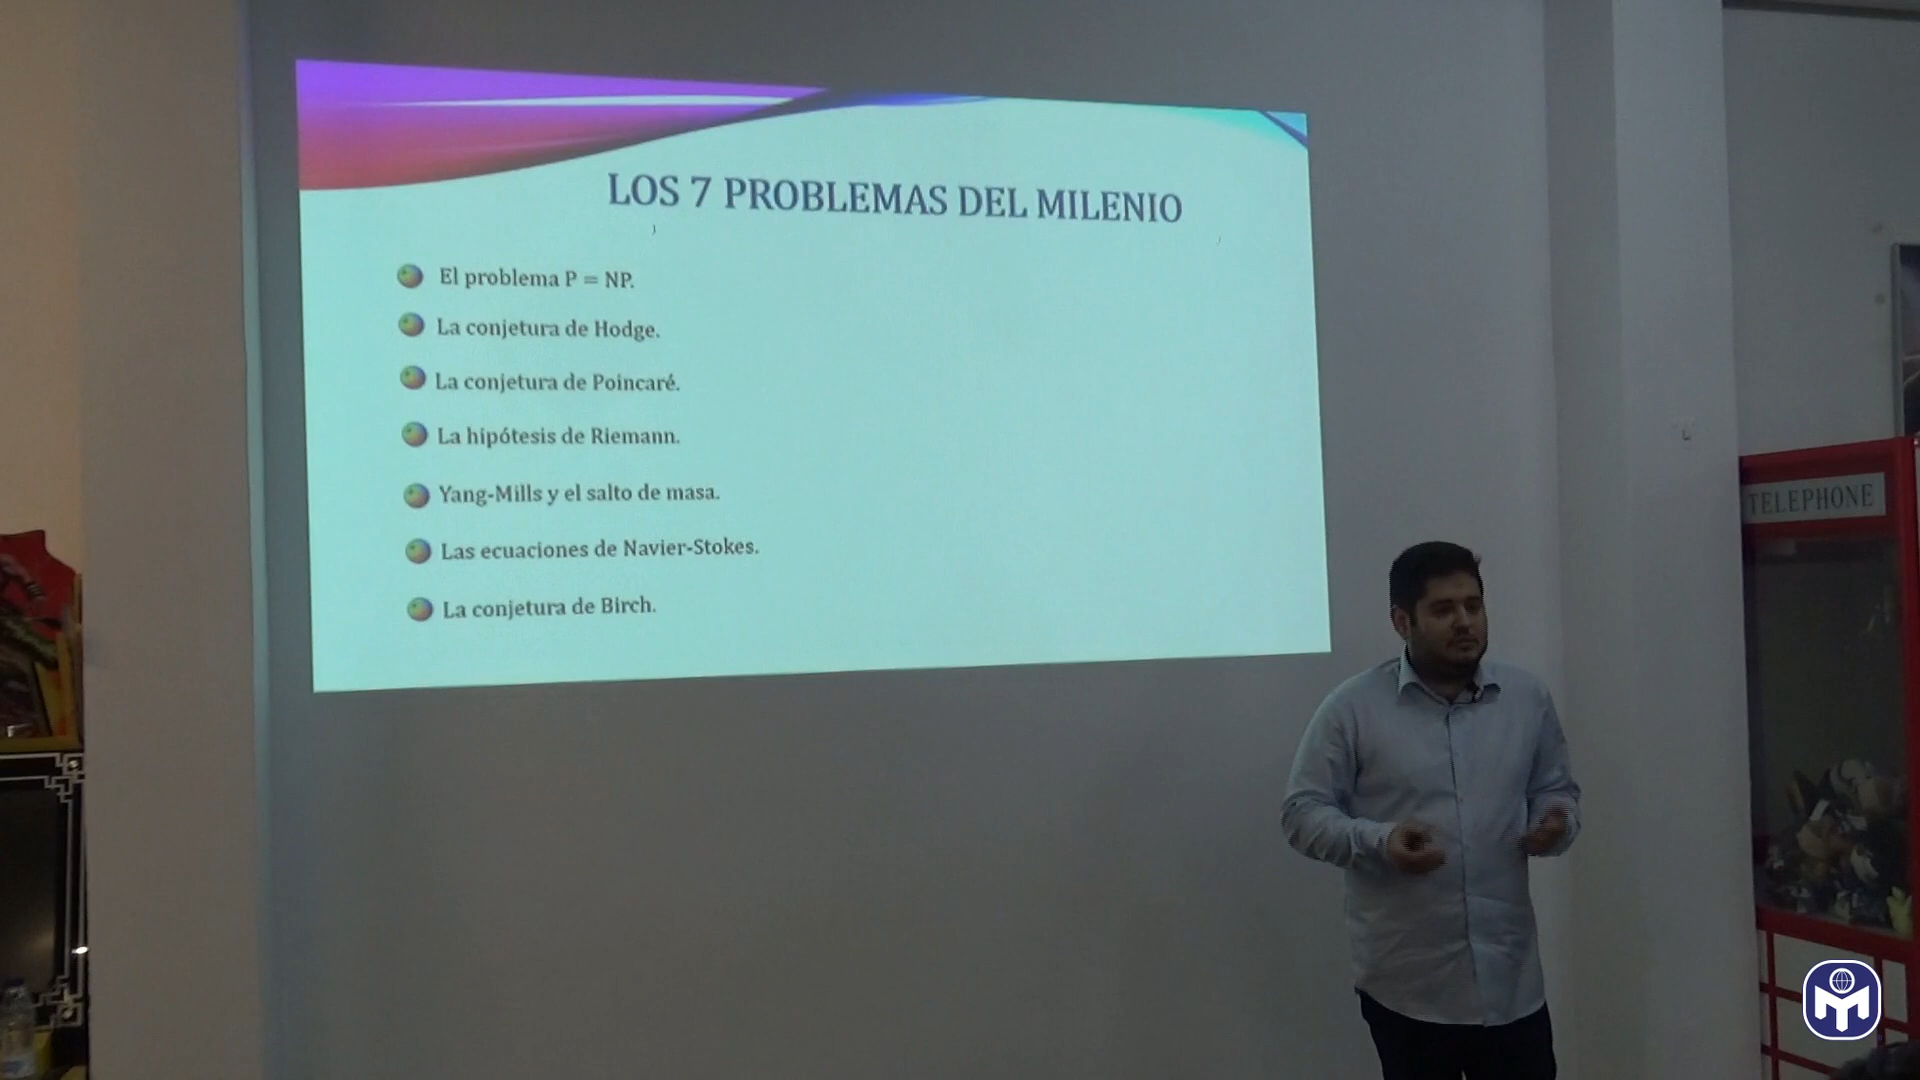 LOS 7 PROBLEMAS DEL MILENIO
El problema P = NP.
La conjetura de Hodge.
La conjetura de Poincaré.
La hipótesis de Riemann.
Yang-Mills y el salto de masa.
Las ecuaciones de Navier-Stokes.
La conjetura de Birch.
TELEPHONE